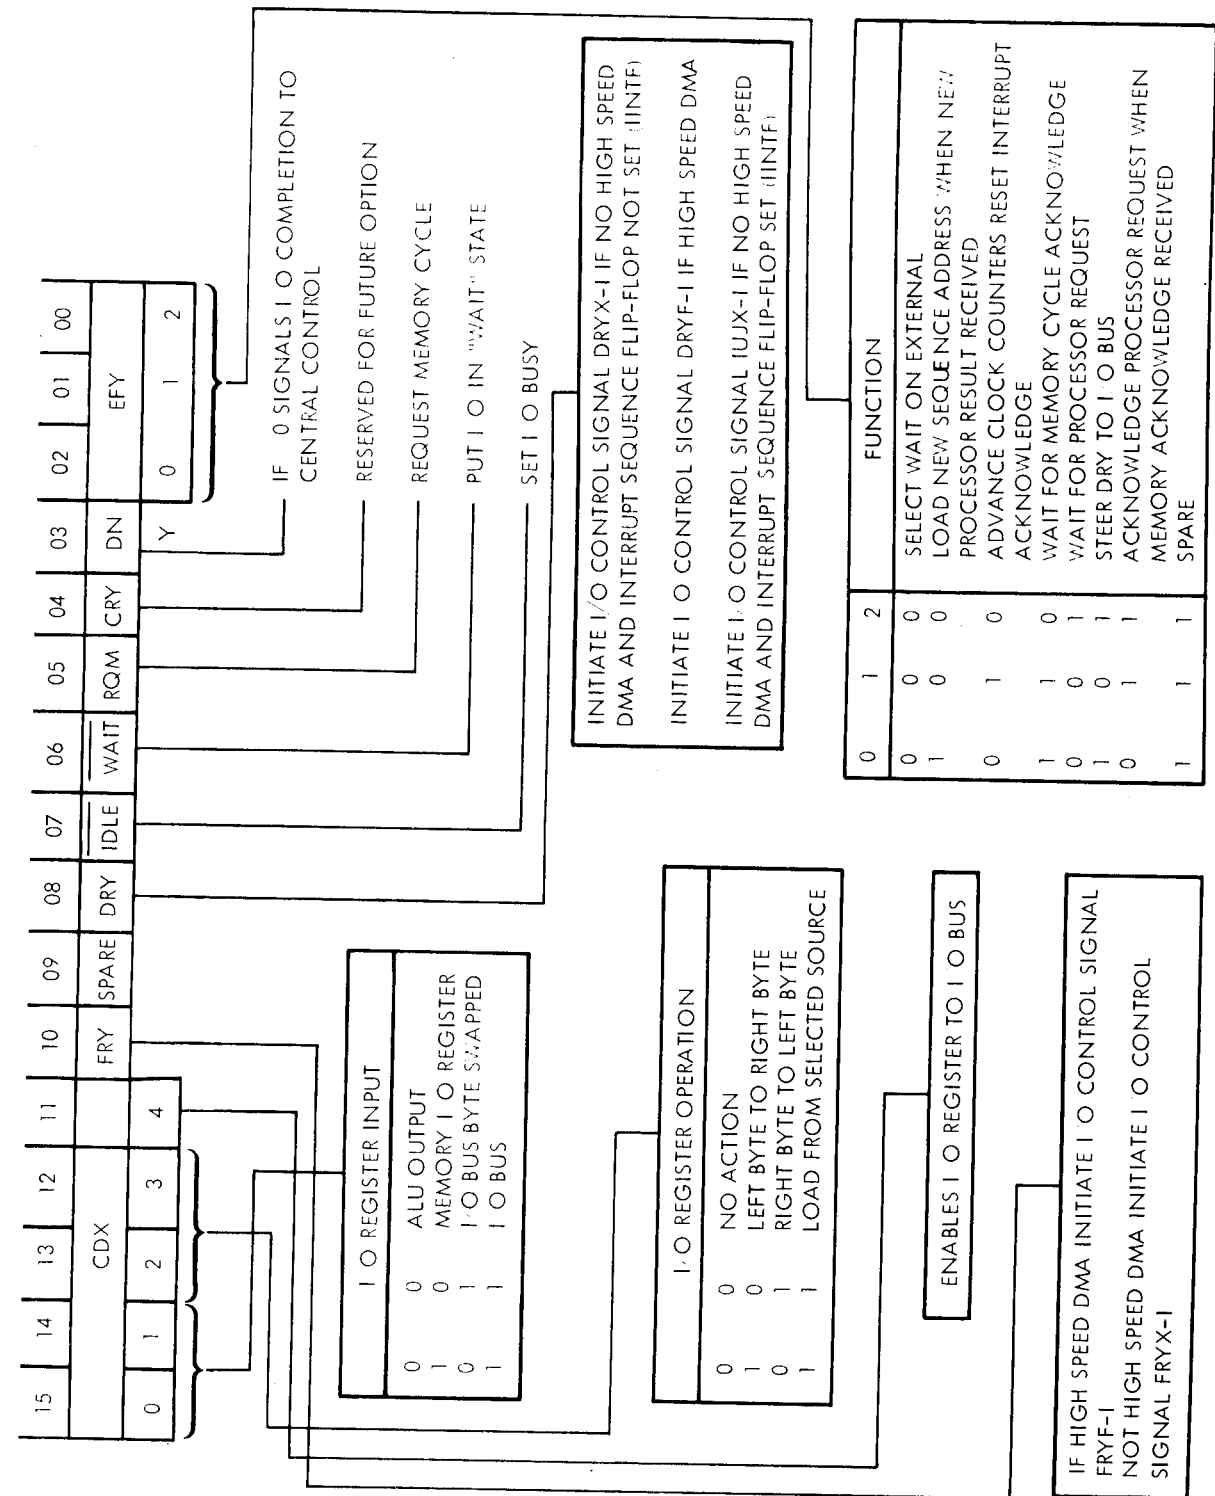 15 14 13 12 11 10 09 08 07 06 05 04 03 02 01 00
CDX FRY SPARE DRY IDLE WAIT RQM CRY DN EFY
0 1 2 3 4 Y 0 1 2
IF 0 SIGNALS I O COMPLETION TO
CENTRAL CONTROL
RESERVED FOR FUTURE OPTION
REQUEST MEMORY CYCLE
PUT I O IN "WAIT" STATE
SET I O BUSY
INITIATE I/O CONTROL SIGNAL DRYX-I IF NO HIGH SPEED
DMA AND INTERRUPT SEQUENCE FLIP-FLOP NOT SET (IINTF)
INITIATE I O CONTROL SIGNAL DRYF-I IF HIGH SPEED DMA
INITIATE I/O CONTROL SIGNAL IUX-I IF NO HIGH SPEED
DMA AND INTERRUPT SEQUENCE FLIP-FLOP SET (IINTF)
0 1 2 FUNCTION
0 0 0 SELECT WAIT ON EXTERNAL
1 0 0 LOAD NEW SEQUENCE ADDRESS WHEN NEW
PROCESSOR RESULT RECEIVED
0 1 0 ADVANCE CLOCK COUNTERS RESET INTERRUPT
ACKNOWLEDGE
1 1 0 WAIT FOR MEMORY CYCLE ACKNOWLEDGE
0 0 1 WAIT FOR PROCESSOR REQUEST
1 0 1 STEER DRY TO I/O BUS
0 1 1 ACKNOWLEDGE PROCESSOR REQUEST WHEN
MEMORY ACKNOWLEDGE RECEIVED
1 1 1 SPARE
I O REGISTER INPUT
0 0 ALU OUTPUT
1 0 MEMORY I O REGISTER
0 1 I/O BUS BYTE SWAPPED
1 1 I O BUS
I/O REGISTER OPERATION
0 0 NO ACTION
1 0 LEFT BYTE TO RIGHT BYTE
0 1 RIGHT BYTE TO LEFT BYTE
1 1 LOAD FROM SELECTED SOURCE
ENABLES I O REGISTER TO I O BUS
IF HIGH SPEED DMA INITIATE I O CONTROL SIGNAL
FRYF-I
NOT HIGH SPEED DMA INITIATE I O CONTROL
SIGNAL FRYX-I